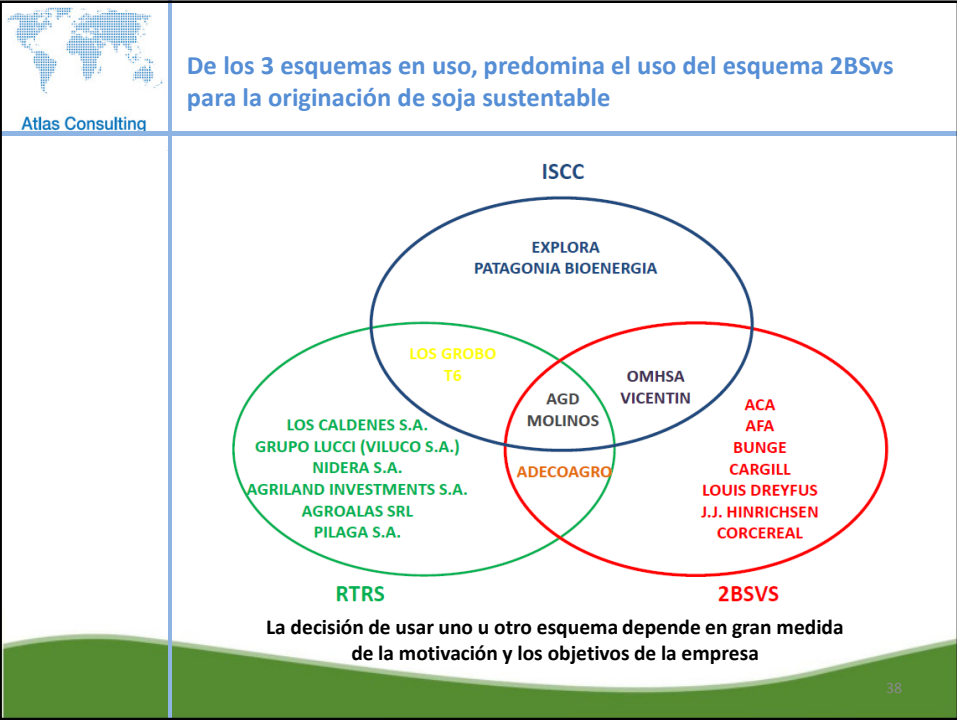 Atlas Consulting
De los 3 esquemas en uso, predomina el uso del esquema 2BSvs
para la originación de soja sustentable
ISCC
EXPLORA
PATAGONIA BIOENERGIA
LOS GROBO
T6
OMHSA
VICENTIN
AGD
MOLINOS
LOS CALDENES S.A.
GRUPO LUCCI (VILUCO S.A.)
NIDERA S.A.
AGRILAND INVESTMENTS S.A.
AGROALAS SRL
PILAGA S.A.
ADECOAGRO
ACA
AFA
BUNGE
CARGILL
LOUIS DREYFUS
J.J. HINRICHSEN
CORCEREAL
RTRS
2BSVS
La decisión de usar uno u otro esquema depende en gran medida
de la motivación y los objetivos de la empresa
38